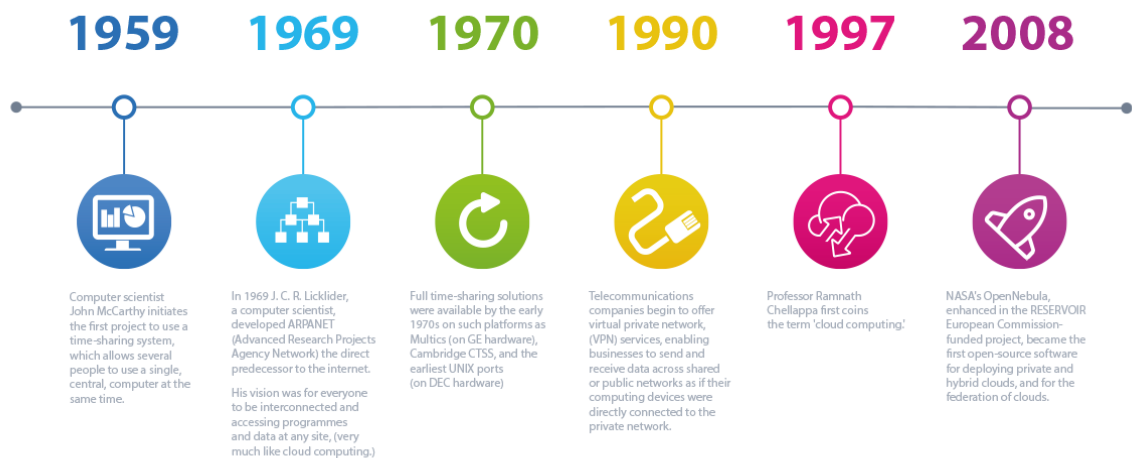 1959
1969
1970
1990
1997
2008
Computer scientist
John McCarthy initiates
the first project to use a
time-sharing system,
which allows several
people to use a single,
central, computer at the
same time.
In 1969 J. C. R. Licklider,
a computer scientist,
developed ARPANET
(Advanced Research Projects
Agency Network) the direct
predecessor to the internet.
His vision was for everyone
to be interconnected and
accessing programmes
and data at any site, (very
much like cloud computing.)
Full time-sharing solutions
were available by the early
1970s on such platforms as
Multics (on GE hardware),
Cambridge CTSS, and the
earliest UNIX ports
(on DEC hardware)
Telecommunications
companies begin to offer
virtual private network,
(VPN) services, enabling
businesses to send and
receive data across shared
or public networks as if their
computing devices were
directly connected to the
private network.
Professor Ramnath
Chellappa first coins
the term 'cloud computing.'
NASA's OpenNebula,
enhanced in the RESERVOIR
European Commission-
funded project, became the
first open-source software
for deploying private and
hybrid clouds, and for the
federation of clouds.